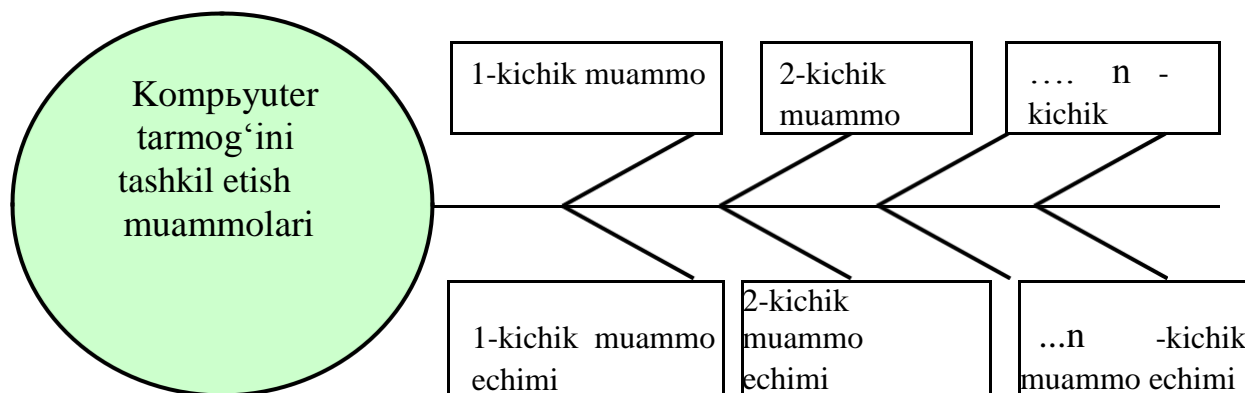 Kompьyuter
tarmog‘ini
tashkil etish
muammolari
1-kichik muammo
2-kichik
muammo
…. n -
kichik
1-kichik muammo
echimi
2-kichik
muammo
echimi
...n -kichik
muammo echimi